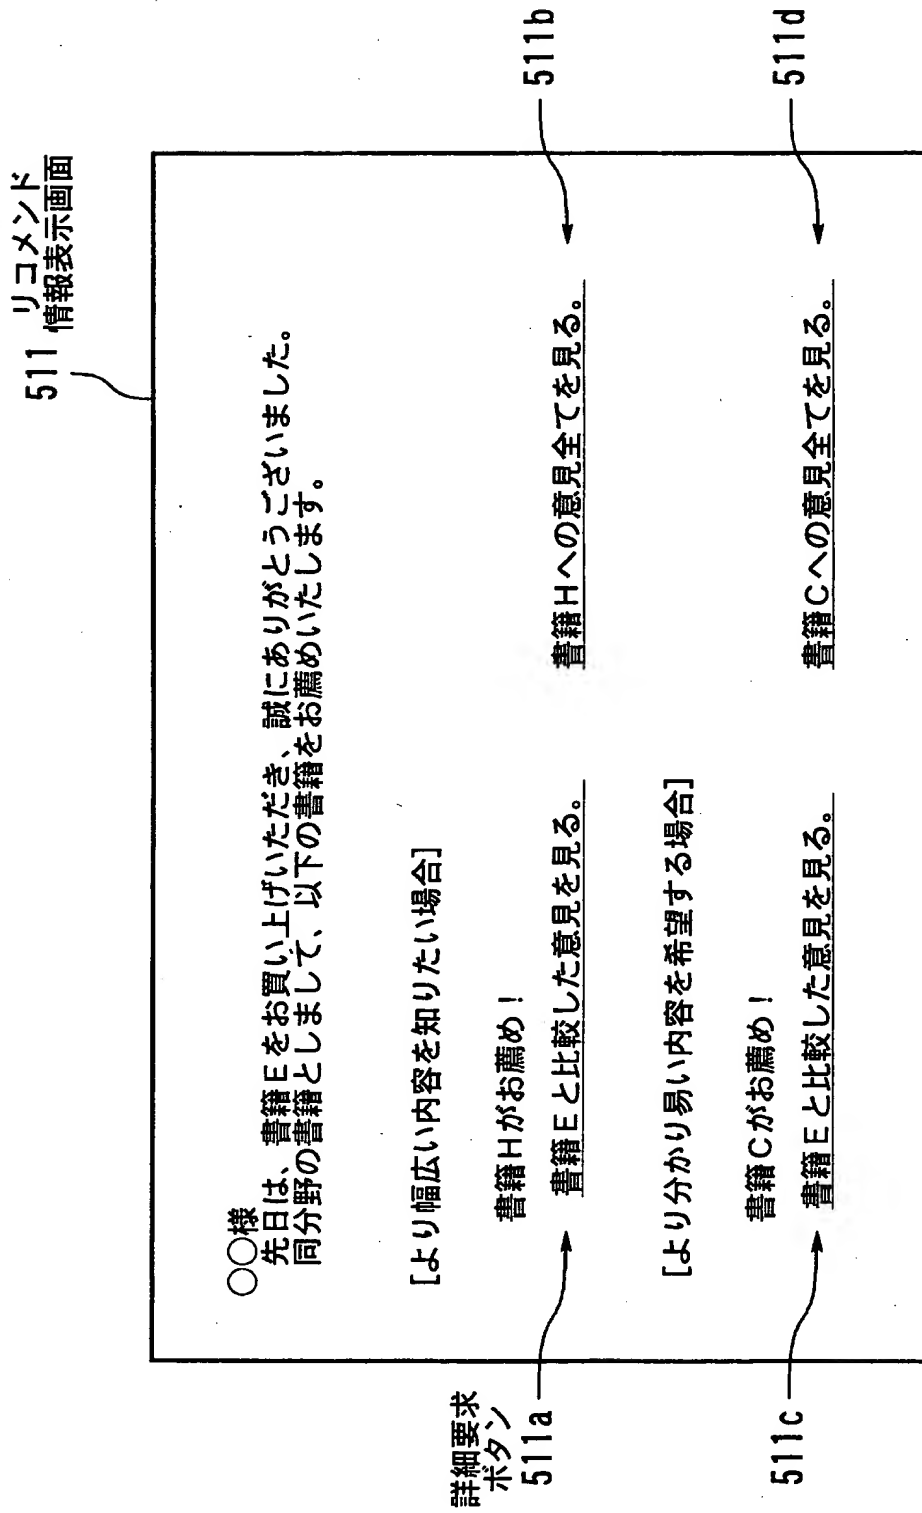 511 リコメンド
情報表示画面
○○様
先日は、書籍Eをお買い上げいただき、誠にありがとうございました。
同分野の書籍としまして、以下の書籍をお薦めいたします。
[より幅広い内容を知りたい場合]
書籍Hがお薦め!
詳細要求
ボタン
511a
書籍Eと比較した意見を見る。
書籍Hへの意見全てを見る。
511b
[より分かり易い内容を希望する場合]
書籍Cがお薦め!
511c
書籍Eと比較した意見を見る。
書籍Cへの意見全てを見る。
511d